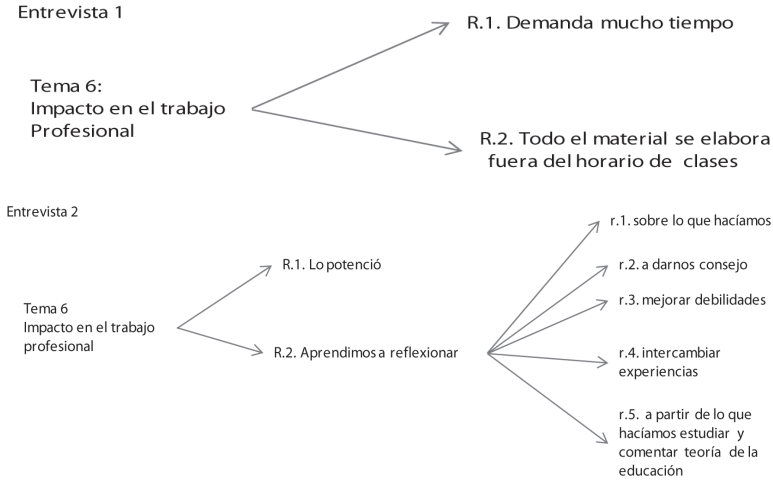 Entrevista 1
R.1. Demanda mucho tiempo
Tema 6:
Impacto en el trabajo
Profesional
R.2. Todo el material se elabora
fuera del horario de clases
Entrevista 2
r.1. sobre lo que hacíamos
R.1. Lo potenció
r.2. a darnos consejo
r.3. mejorar debilidades
Tema 6
Impacto en el trabajo
profesional
R.2. Aprendimos a reflexionar
r.4. intercambiar
experiencias
r.5. a partir de lo que
hacíamos estudiar y
comentar teoría de la
educación